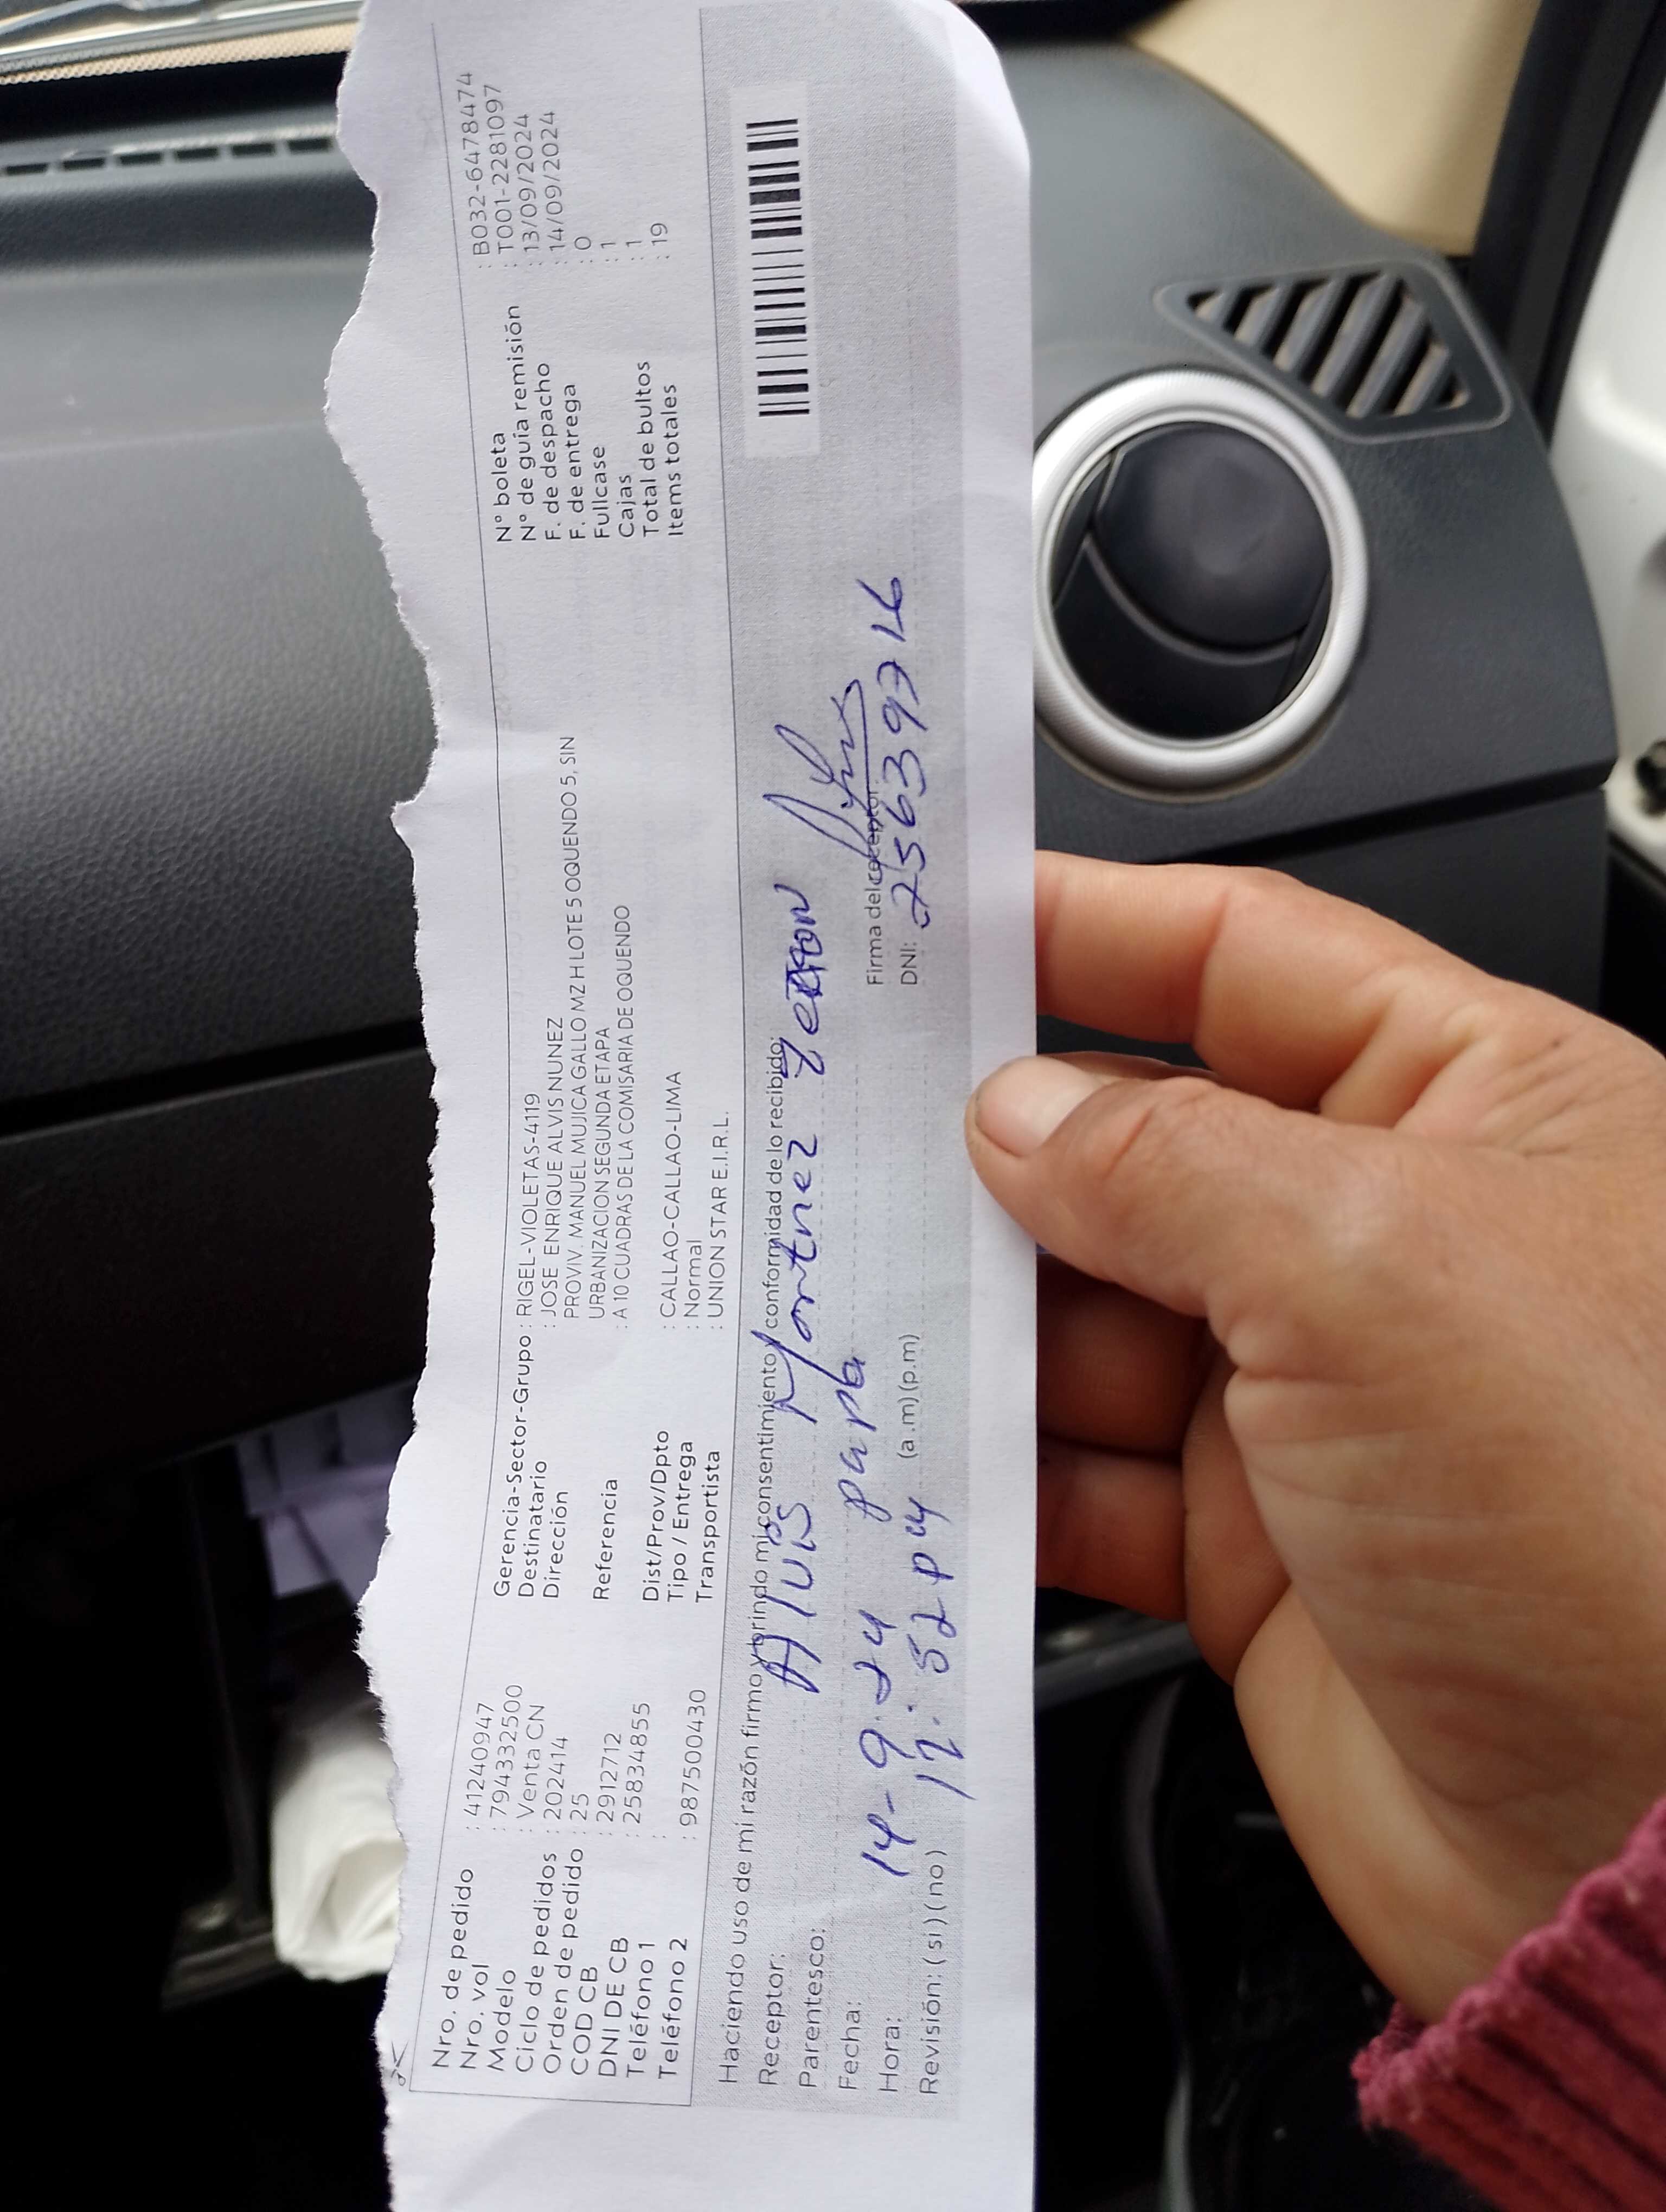 Nro. de pedido : 41240947
Nro. vol : 794332500
Modelo : Venta CN
Ciclo de pedidos : 202414
Orden de pedido : 25
COD CB : 2912712
DNI DE CB : 25834855
Teléfono 1 :
Teléfono 2 : 987500430
Gerencia-Sector-Grupo : RIGEL-VIOLETAS-4119
Destinatario : JOSE ENRIQUE ALVIS NUNEZ
Dirección PROVIV. MANUEL MUJICA GALLO MZ H LOTE 5 OQUENDO 5, SIN
URBANIZACION SEGUNDA ETAPA
Referencia : A 10 CUADRAS DE LA COMISARIA DE OQUENDO
Dist/Prov/Dpto : CALLAO-CALLAO-LIMA
Tipo / Entrega : Normal
Transportista : UNION STAR E.I.R.L.
N° boleta : B032-6478474
N° de guía remisión : T001-2281097
F. de despacho : 13/09/2024
F. de entrega : 14/09/2024
Fullcase : 0
Cajas : 1
Total de bultos : 1
Items totales : 19
Haciendo uso de mi razón firmo y brindo mi consentimiento y conformidad de lo recibido:
Receptor: Alvis
Parentesco: papa
Fecha: 14-9-24
Hora: 12:52 pm (a.m)(p.m)
Revisión: (si)(no)
Firma del receptor
DNI: 25639716